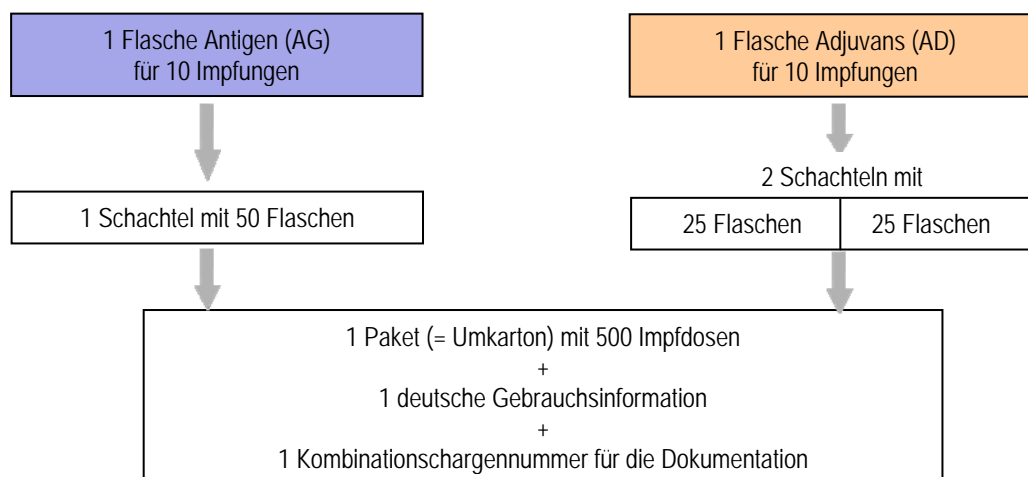 1 Flasche Antigen (AG)
für 10 Impfungen
1 Flasche Adjuvans (AD)
für 10 Impfungen
1 Schachtel mit 50 Flaschen
2 Schachteln mit
25 Flaschen
25 Flaschen
1 Paket (= Umkarton) mit 500 Impfdosen
+
1 deutsche Gebrauchsinformation
+
1 Kombinationschargennummer für die Dokumentation